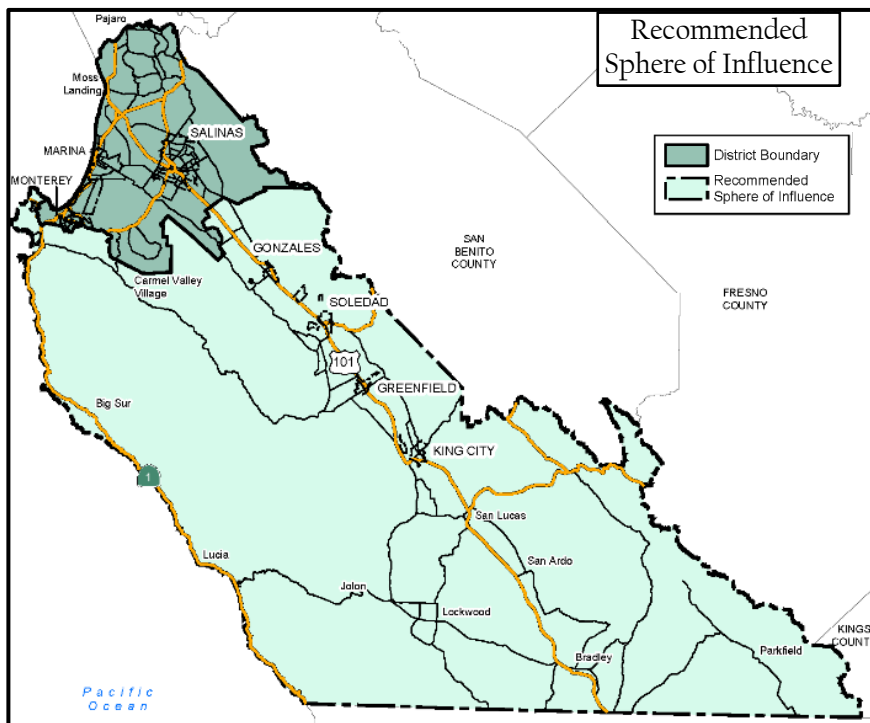 Recommended
Sphere of Influence
Pajaro
Moss
Landing
SALINAS
MARINA
MONTEREY
District Boundary
Recommended
Sphere of Influence
SAN
BENITO
COUNTY
GONZALES
Carmel Valley
Village
SOLEDAD
FRESNO
COUNTY
101
GREENFIELD
Big Sur
KING CITY
1
San Lucas
Lucia
San Ardo
Jolon
Lockwood
KINGS
COUNT
Parkfield
Bradley
Pacific
Ocean